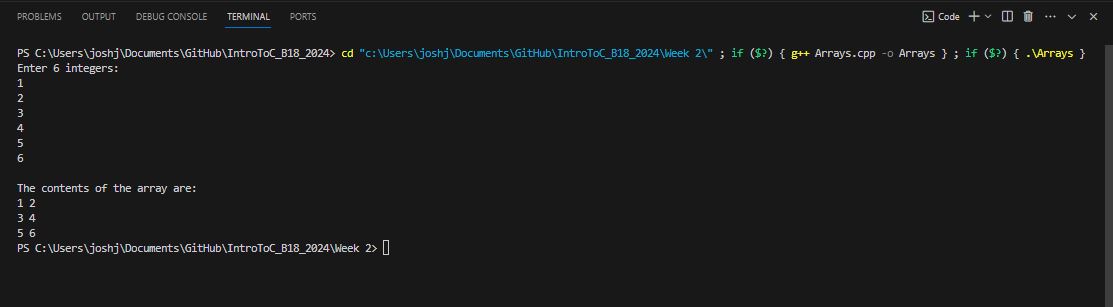 PROBLEMS OUTPUT DEBUG CONSOLE TERMINAL PORTS Code
PS C:\Users\joshj\Documents\GitHub\IntroToC_B18_2024> cd "c:\Users\joshj\Documents\GitHub\IntroToC_B18_2024\Week 2\" ; if ($?) { g++ Arrays.cpp -o Arrays } ; if ($?) { .\Arrays }
Enter 6 integers:
1
2
3
4
5
6
The contents of the array are:
1 2
3 4
5 6
PS C:\Users\joshj\Documents\GitHub\IntroToC_B18_2024\Week 2>